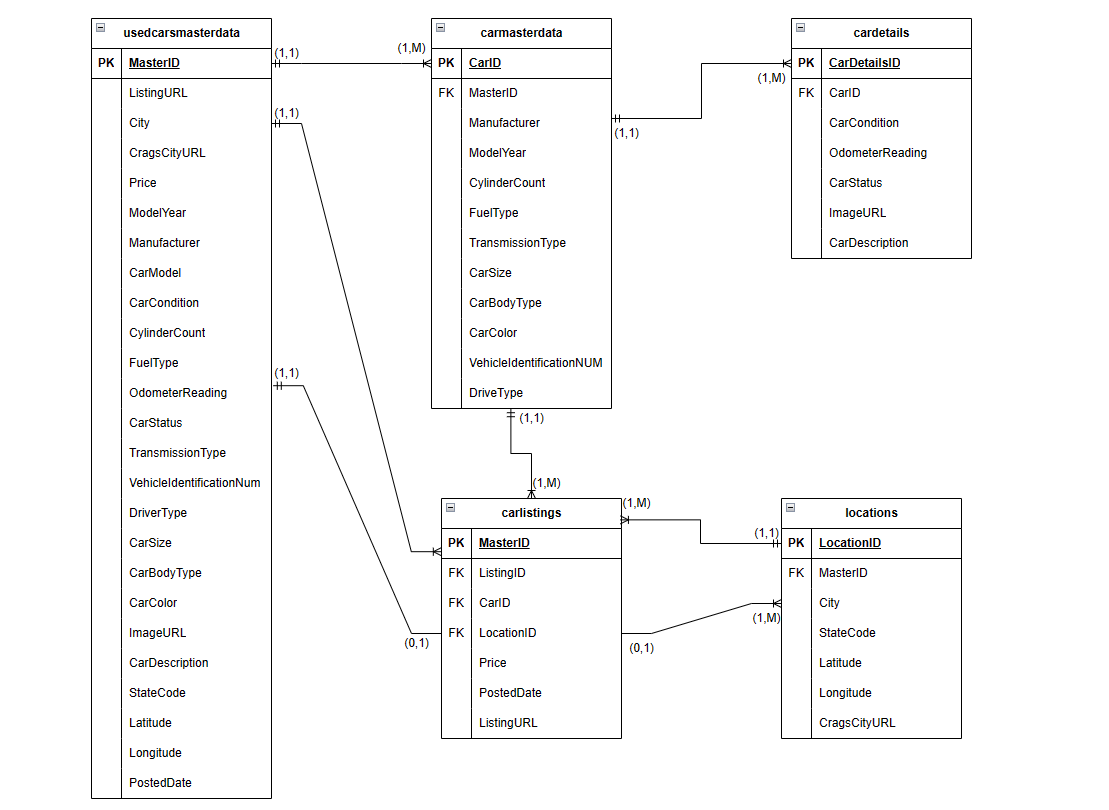 usedcarsmasterdata
PK MasterID
ListingURL
City
CragsCityURL
Price
ModelYear
Manufacturer
CarModel
CarCondition
CylinderCount
FuelType
OdometerReading
CarStatus
TransmissionType
VehicleIdentificationNum
DriverType
CarSize
CarBodyType
CarColor
ImageURL
CarDescription
StateCode
Latitude
Longitude
PostedDate
(1,1)
(1,M)
(1,1)
(1,1)
(0,1)
carmasterdata
PK CarID
FK MasterID
Manufacturer
ModelYear
CylinderCount
FuelType
TransmissionType
CarSize
CarBodyType
CarColor
VehicleIdentificationNUM
DriveType
(1,1)
(1,M)
(1,1)
(1,M)
cardetails
PK CarDetailsID
FK CarID
CarCondition
OdometerReading
CarStatus
ImageURL
CarDescription
carlistings
PK MasterID
FK ListingID
FK CarID
FK LocationID
Price
PostedDate
ListingURL
(1,M)
(1,1)
(0,1)
(1,M)
locations
PK LocationID
FK MasterID
City
StateCode
Latitude
Longitude
CragsCityURL